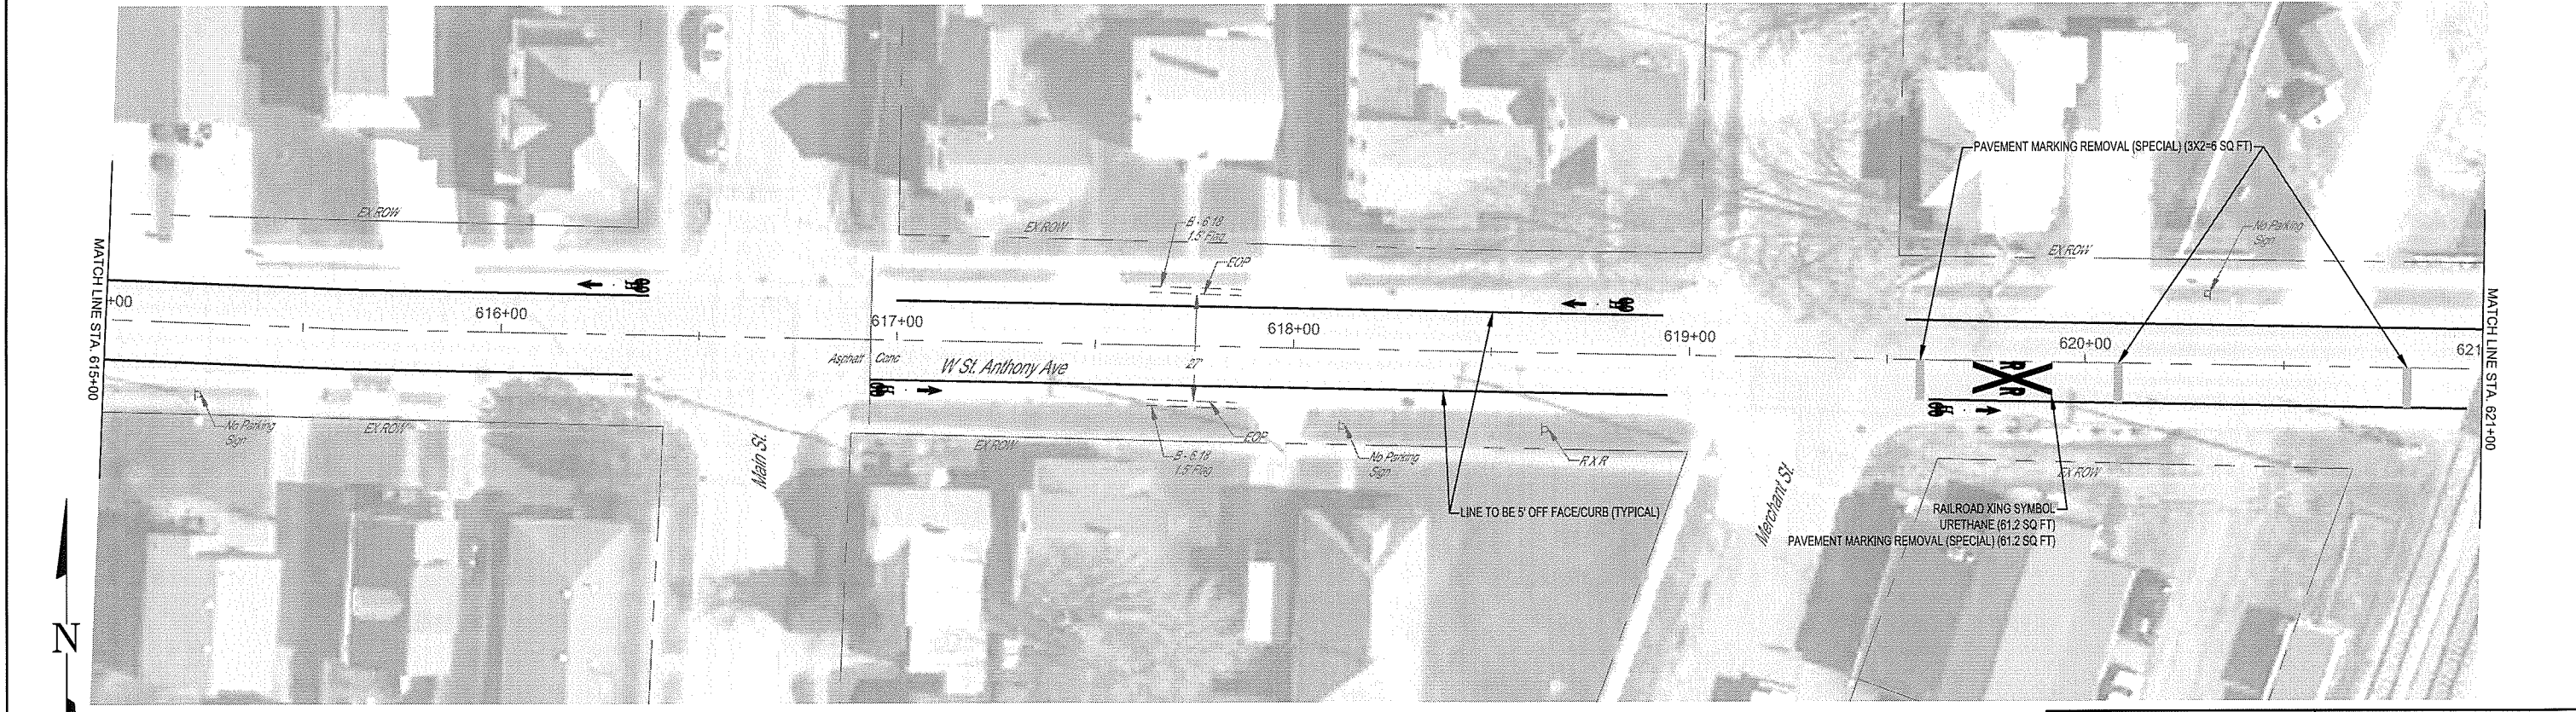 PAVEMENT MARKING REMOVAL (SPECIAL) (3X2=6 SQ FT)
EX ROW
EX ROW
B - 6.18
1.5' Flag
EOP
No Parking
Sign
EX ROW
MATCH LINE STA. 615+00
+00
616+00
617+00
618+00
619+00
620+00
621
MATCH LINE STA. 621+00
Asphalt
Conc
W St. Anthony Ave
27'
R
R
No Parking
Sign
EX ROW
Main St.
EX ROW
EOP
B - 6.18
1.5' Flag
No Parking
Sign
R X R
EX ROW
LINE TO BE 5' OFF FACE/CURB (TYPICAL)
Merchant St.
RAILROAD XING SYMBOL
URETHANE (61.2 SQ FT)
PAVEMENT MARKING REMOVAL (SPECIAL) (61.2 SQ FT)
N